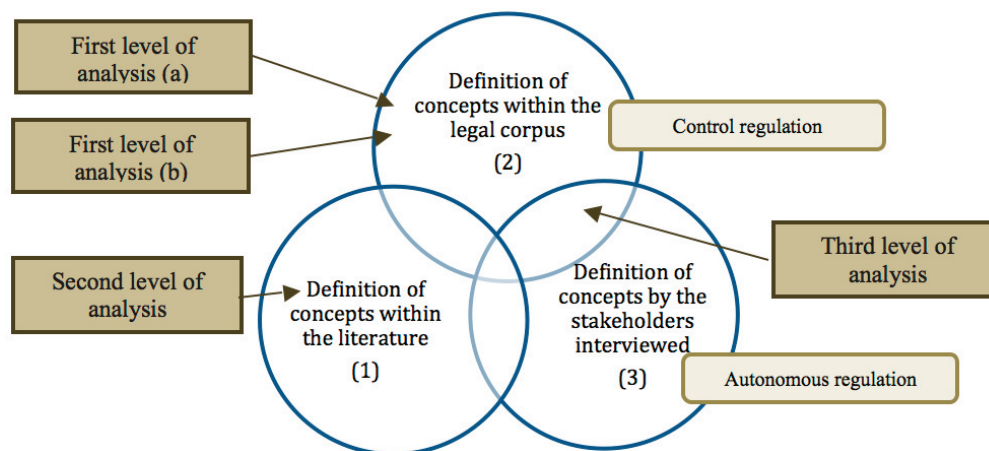 First level of
analysis (a)
First level of
analysis (b)
Second level of
analysis
Definition of
concepts within the
legal corpus
(2)
Control regulation
Definition of
concepts within
the literature
(1)
Definition of
concepts by the
stakeholders
interviewed
(3)
Third level of
analysis
Autonomous regulation